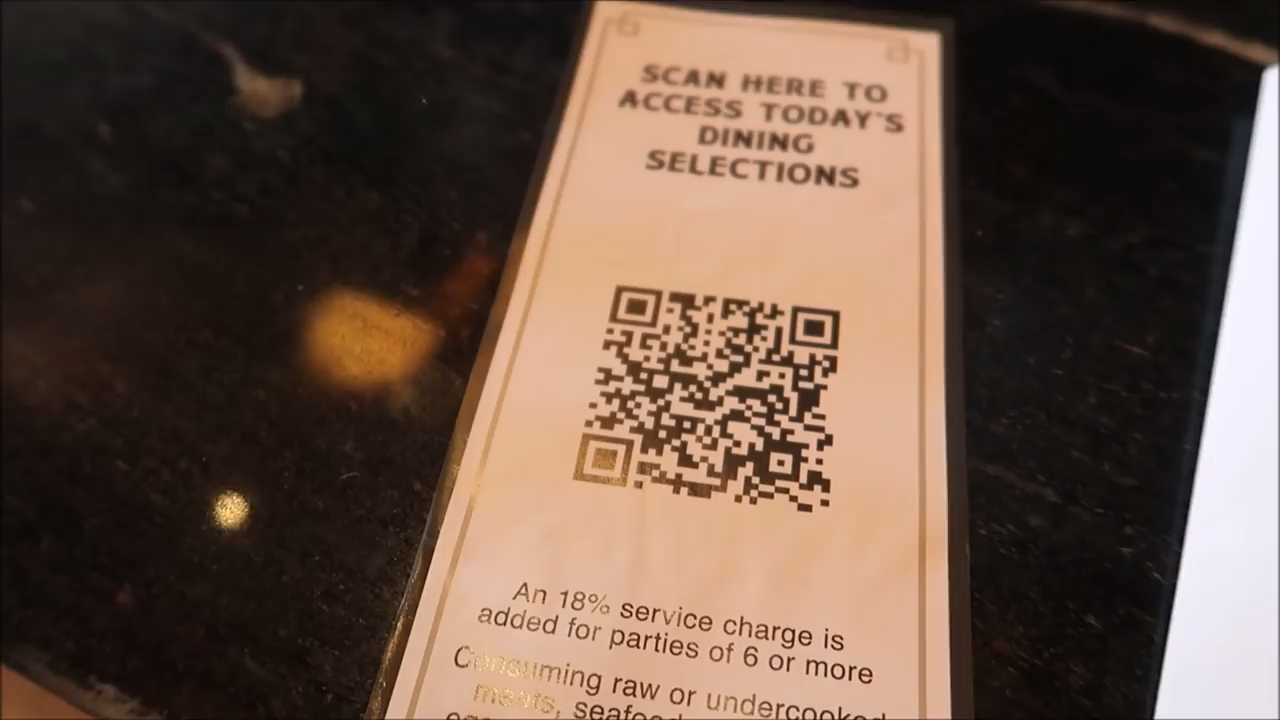 SCAN HERE TO
ACCESS TODAY'S
DINING
SELECTIONS
An 18% service charge is
added for parties of 6 or more
Consuming raw or undercooked
meats, seafood